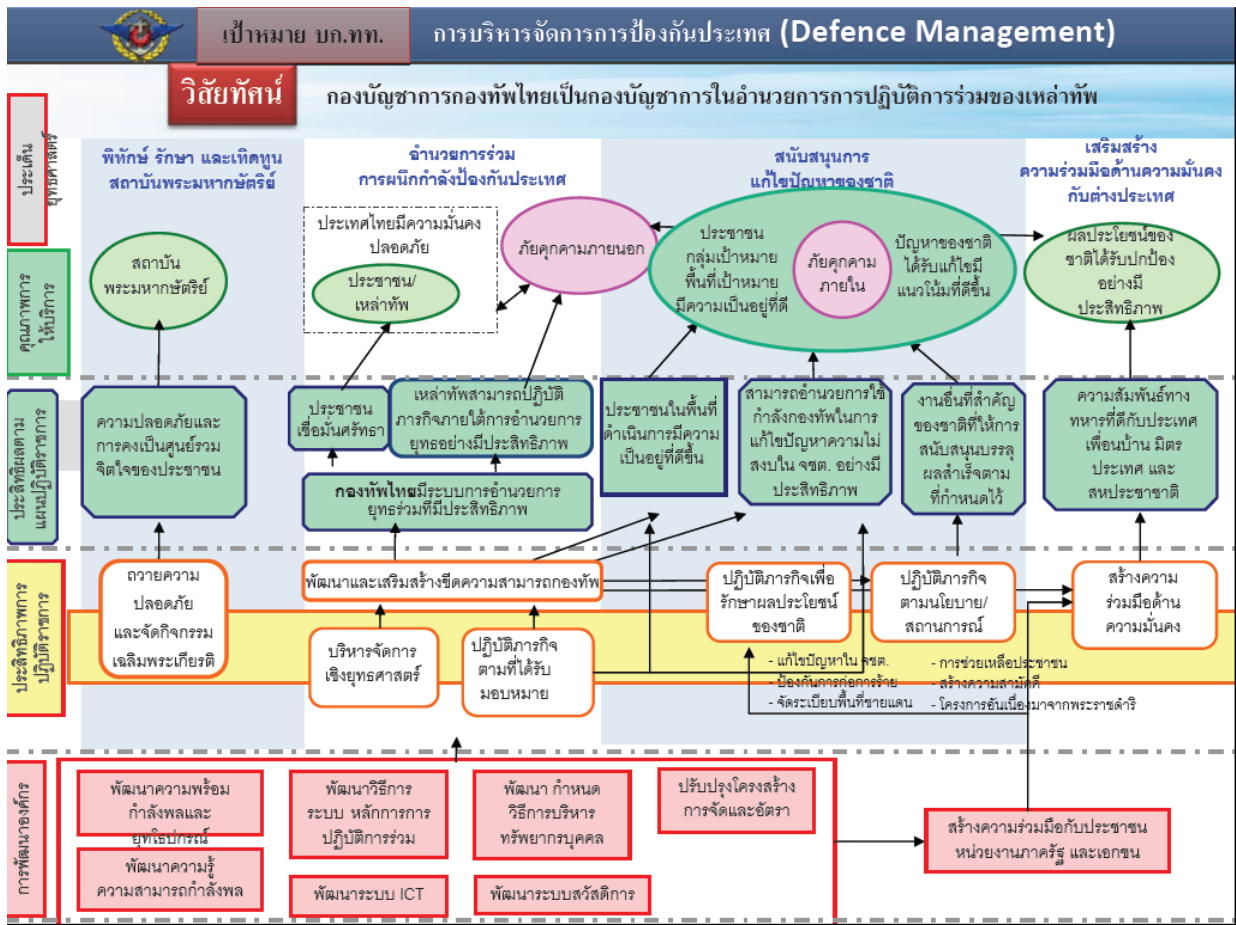 เป้าหมาย บก.ทท.
การบริหารจัดการการป้องกันประเทศ (Defence Management)
วิสัยทัศน์
กองบัญชาการกองทัพไทยเป็นกองบัญชาการในอำนวยการการปฏิบัติการร่วมของเหล่าทัพ
ประเด็น
ยุทธศาสตร์
พิทักษ์ รักษา และเทิดทูน
สถาบันพระมหากษัตริย์
อำนวยการร่วม
การผนึกกำลังป้องกันประเทศ
สนับสนุนการ
แก้ไขปัญหาของชาติ
เสริมสร้าง
ความร่วมมือด้านความมั่นคง
กับต่างประเทศ
คุณภาพการ
ให้บริการ
สถาบัน
พระมหากษัตริย์
ประเทศไทยมีความมั่นคง
ปลอดภัย
ประชาชน/
เหล่าทัพ
ภัยคุกคามภายนอก
ประชาชน
กลุ่มเป้าหมาย
พื้นที่เป้าหมาย
มีความเป็นอยู่ที่ดี
ภัยคุกคาม
ภายใน
ปัญหาของชาติ
ได้รับแก้ไขมี
แนวโน้มที่ดีขึ้น
ผลประโยชน์ของ
ชาติได้รับปกป้อง
อย่างมี
ประสิทธิภาพ
ประสิทธิผลตาม
แผนปฏิบัติราชการ
ความปลอดภัยและ
การคงเป็นศูนย์รวม
จิตใจของประชาชน
ประชาชน
เชื่อมั่นศรัทธา
เหล่าทัพสามารถปฏิบัติ
ภารกิจภายใต้การอำนวยการ
ยุทธอย่างมีประสิทธิภาพ
กองทัพไทยมีระบบการอำนวยการ
ยุทธร่วมที่มีประสิทธิภาพ
ประชาชนในพื้นที่
ดำเนินการมีความ
เป็นอยู่ที่ดีขึ้น
สามารถอำนวยการใช้
กำลังกองทัพในการ
แก้ไขปัญหาความไม่
สงบใน จชต. อย่างมี
ประสิทธิภาพ
งานอื่นที่สำคัญ
ของชาติที่ให้การ
สนับสนุนบรรลุ
ผลสำเร็จตาม
ที่กำหนดไว้
ความสัมพันธ์ทาง
ทหารที่ดีกับประเทศ
เพื่อนบ้าน มิตร
ประเทศ และ
สหประชาชาติ
ประสิทธิภาพการ
ปฏิบัติราชการ
ถวายความ
ปลอดภัย
และจัดกิจกรรม
เฉลิมพระเกียรติ
พัฒนาและเสริมสร้างขีดความสามารถกองทัพ
บริหารจัดการ
เชิงยุทธศาสตร์
ปฏิบัติภารกิจ
ตามที่ได้รับ
มอบหมาย
ปฏิบัติภารกิจเพื่อ
รักษาผลประโยชน์
ของชาติ
ปฏิบัติภารกิจ
ตามนโยบาย/
สถานการณ์
สร้างความ
ร่วมมือด้าน
ความมั่นคง
- แก้ไขปัญหาใน จชต.
- ป้องกันการก่อการร้าย
- จัดระเบียบพื้นที่ชายแดน
- การช่วยเหลือประชาชน
- สร้างความสามัคคี
- โครงการอันเนื่องมาจากพระราชดำริ
การพัฒนาองค์กร
พัฒนาความพร้อม
กำลังพลและ
ยุทโธปกรณ์
พัฒนาวิธีการ
ระบบ หลักการการ
ปฏิบัติการร่วม
พัฒนา กำหนด
วิธีการบริหาร
ทรัพยากรบุคคล
ปรับปรุงโครงสร้าง
การจัดและอัตรา
สร้างความร่วมมือกับประชาชน
หน่วยงานภาครัฐ และเอกชน
พัฒนาความรู้
ความสามารถกำลังพล
พัฒนาระบบ ICT
พัฒนาระบบสวัสดิการ